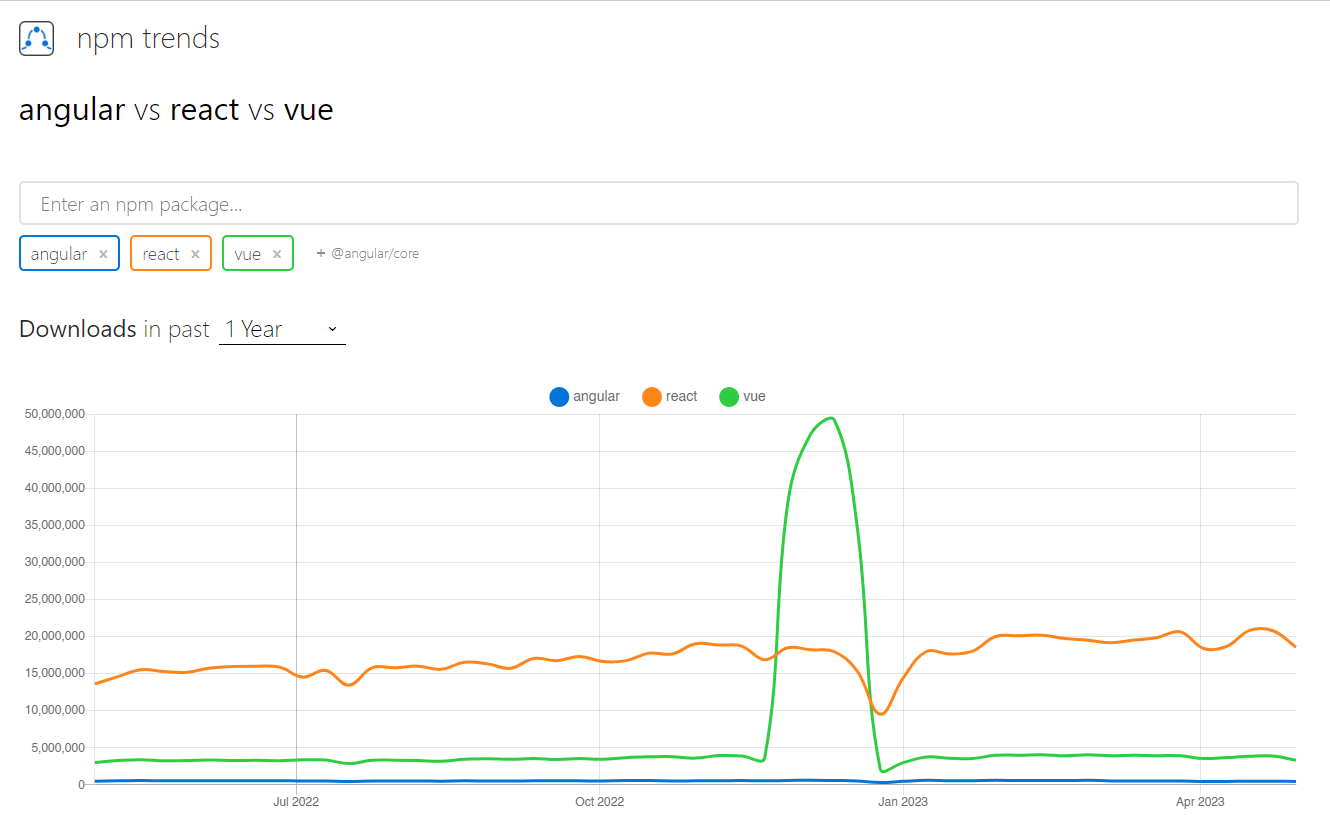 npm trends
angular vs react vs vue
Enter an npm package...
angular × react × vue × + @angular/core
Downloads in past 1 Year
angular react vue
50,000,000
45,000,000
40,000,000
35,000,000
30,000,000
25,000,000
20,000,000
15,000,000
10,000,000
5,000,000
0
Jul 2022 Oct 2022 Jan 2023 Apr 2023